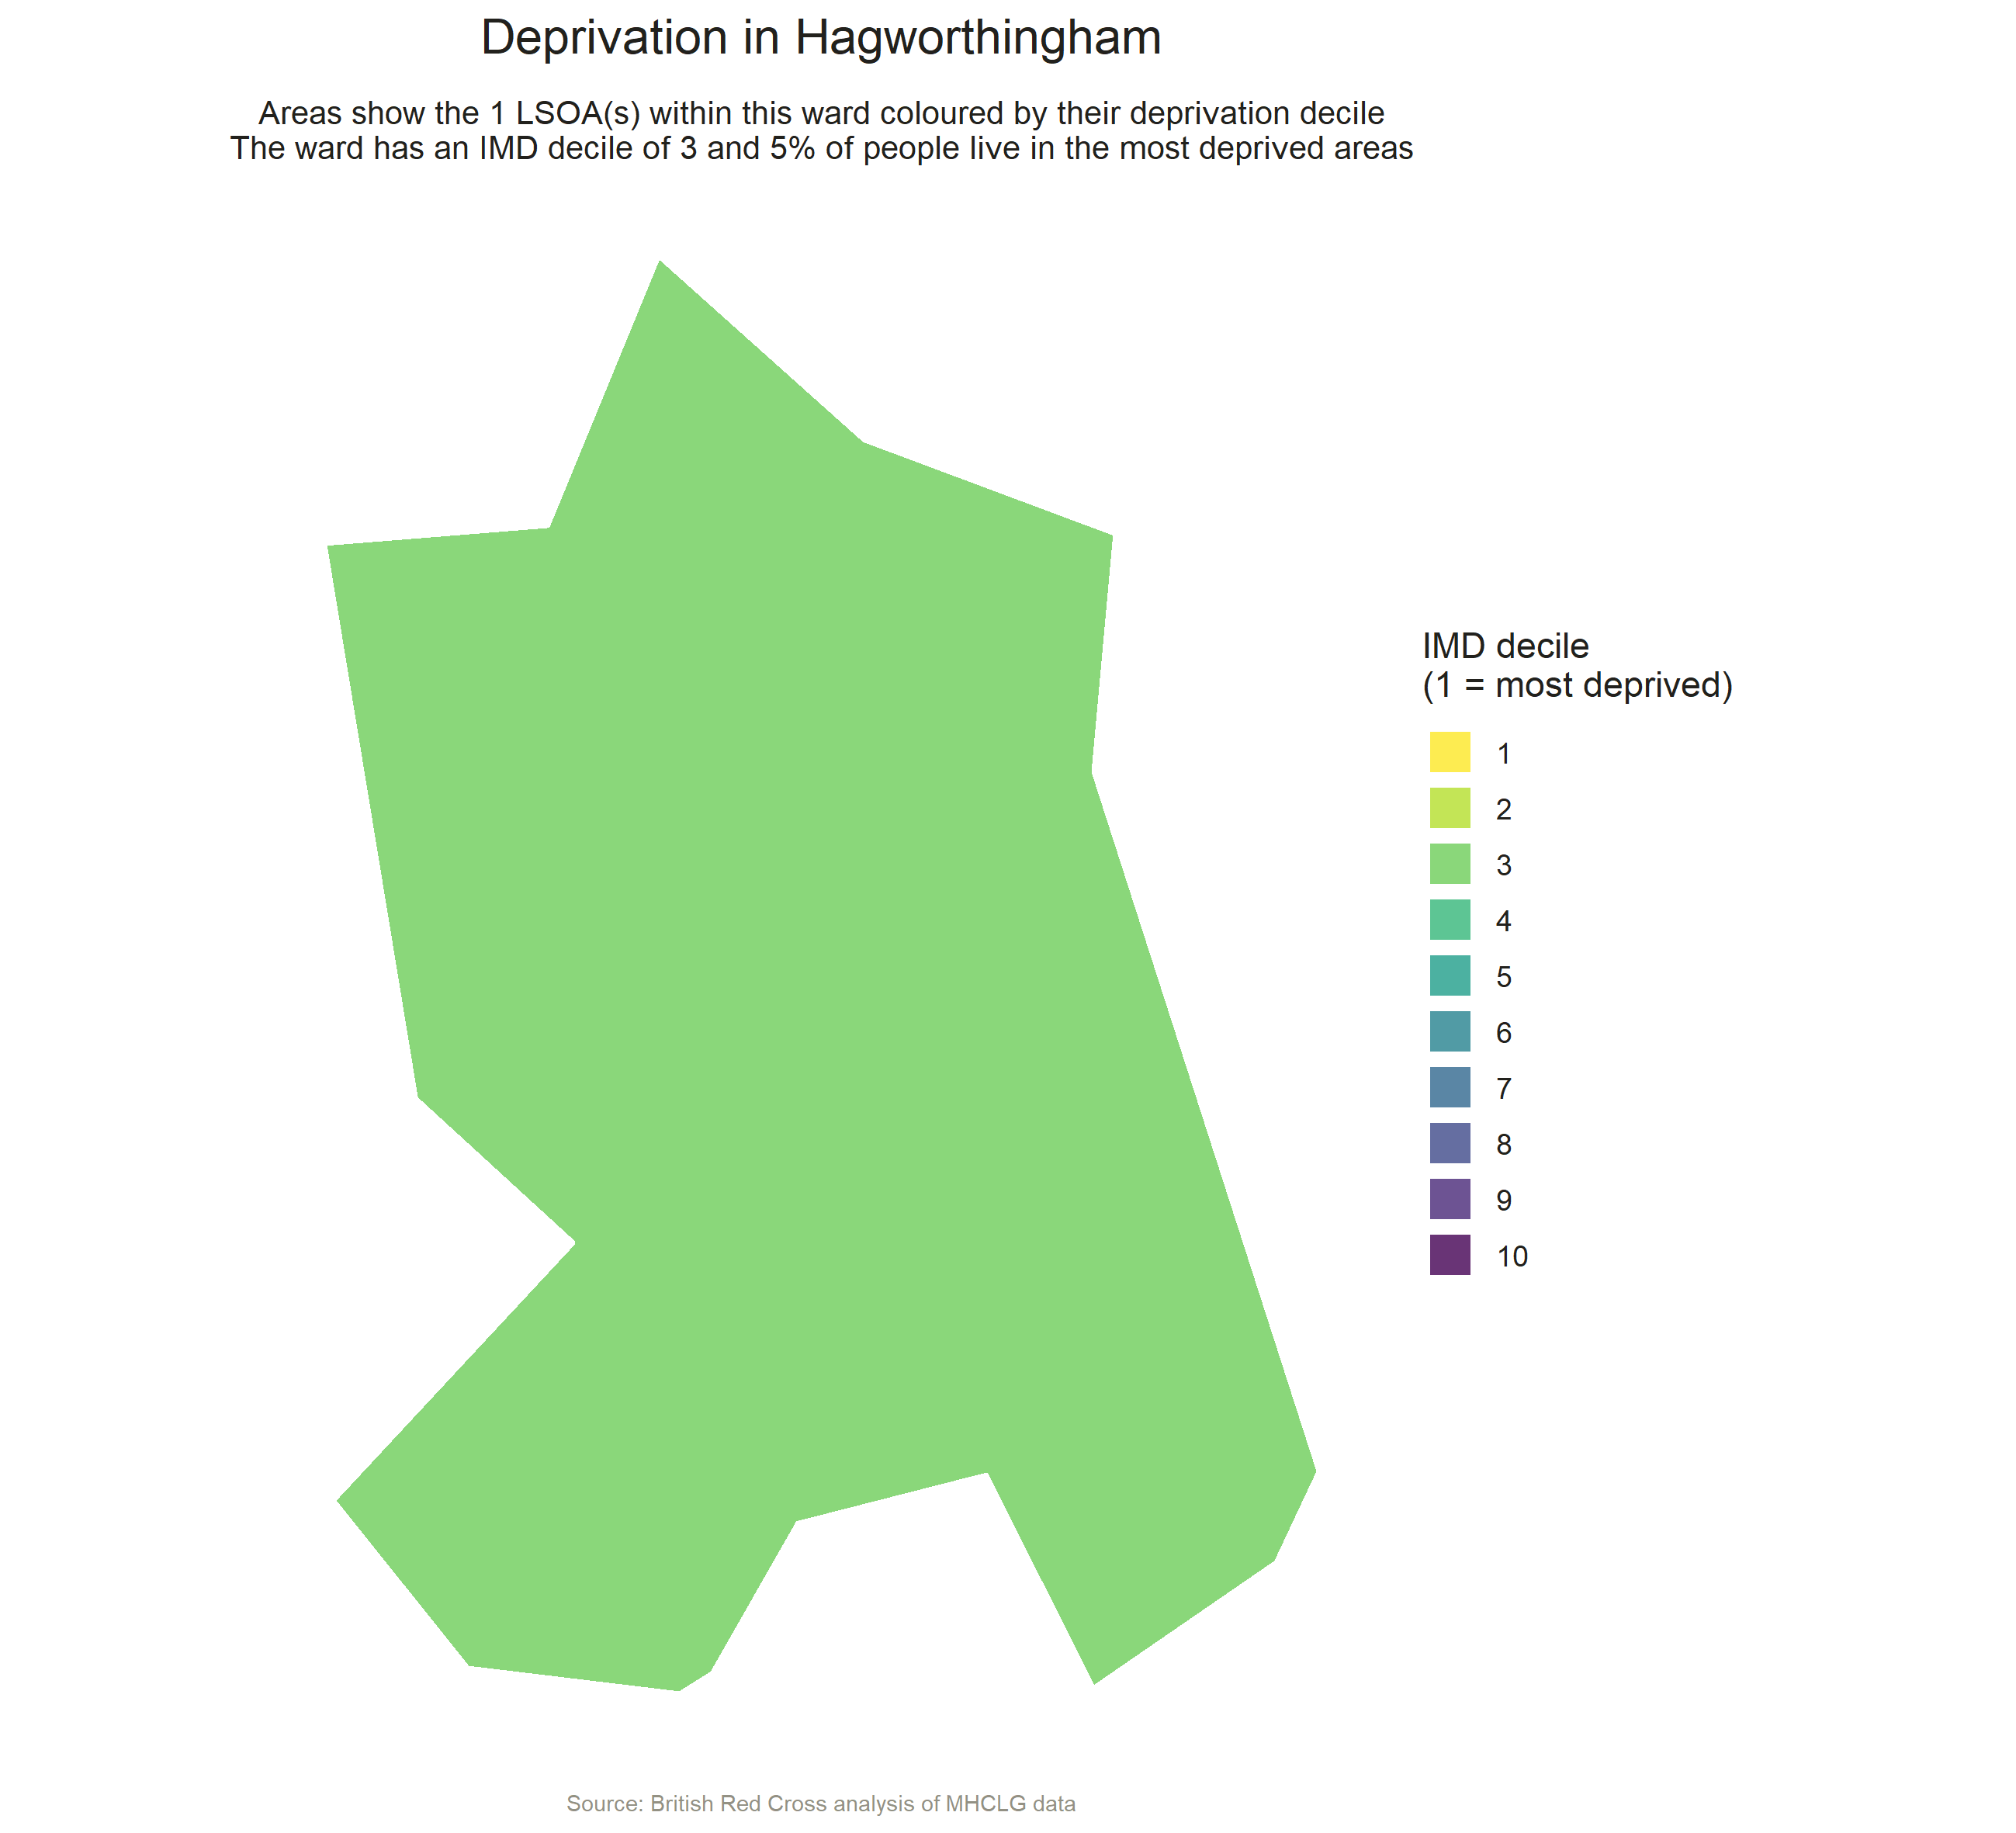 Deprivation in Hagworthingham
Areas show the 1 LSOA(s) within this ward coloured by their deprivation decile
The ward has an IMD decile of 3 and 5% of people live in the most deprived areas
IMD decile
(1 = most deprived)
1
2
3
4
5
6
7
8
9
10
Source: British Red Cross analysis of MHCLG data